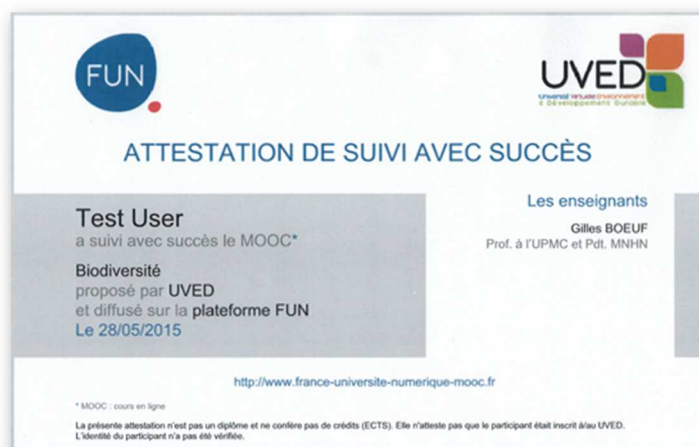 FUN
UVED
Université Virtuelle Environnement
& Développement Durable
ATTESTATION DE SUIVI AVEC SUCCÈS
Test User
a suivi avec succès le MOOC*
Biodiversité
proposé par UVED
et diffusé sur la plateforme FUN
Le 28/05/2015
Les enseignants
Gilles BOEUF
Prof. à l'UPMC et Pdt. MNHN
http://www.france-universite-numerique-mooc.fr
* MOOC : cours en ligne
La présente attestation n'est pas un diplôme et ne confère pas de crédits (ECTS). Elle n'atteste pas que le participant était inscrit à/au UVED.
L'identité du participant n'a pas été vérifiée.